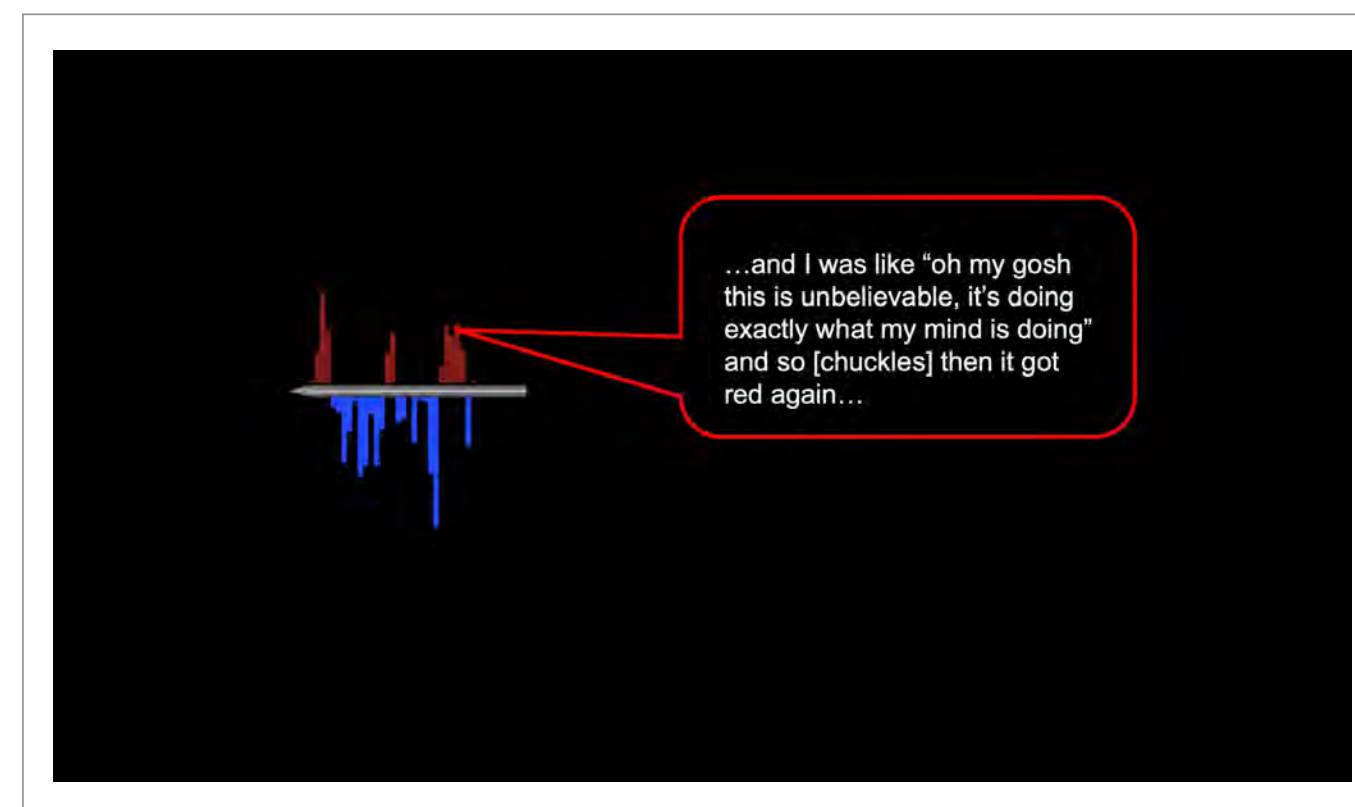 …and I was like “oh my gosh
this is unbelievable, it’s doing
exactly what my mind is doing”
and so [chuckles] then it got
red again…